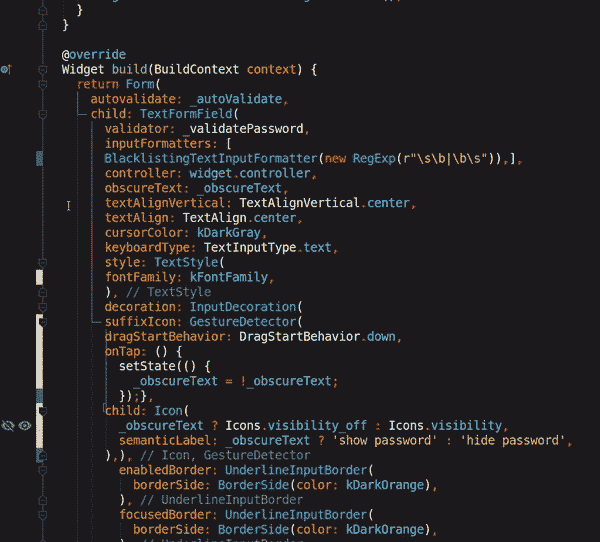 }
}
@override
Widget build(BuildContext context) {
return Form(
autovalidate: _autoValidate,
child: TextFormField(
validator: _validatePassword,
inputFormatters: [
BlacklistingTextInputFormatter(new RegExp(r"\s\b|\b\s")),],
controller: widget.controller,
obscureText: _obscureText,
textAlignVertical: TextAlignVertical.center,
textAlign: TextAlign.center,
cursorColor: kDarkGray,
keyboardType: TextInputType.text,
style: TextStyle(
fontFamily: kFontFamily,
), // TextStyle
decoration: InputDecoration(
suffixIcon: GestureDetector(
dragStartBehavior: DragStartBehavior.down,
onTap: () {
setState(() {
_obscureText = !_obscureText;
});},
child: Icon(
_obscureText ? Icons.visibility_off : Icons.visibility,
semanticLabel: _obscureText ? 'show password' : 'hide password',
),), // Icon, GestureDetector
enabledBorder: UnderlineInputBorder(
borderSide: BorderSide(color: kDarkOrange),
), // UnderlineInputBorder
focusedBorder: UnderlineInputBorder(
borderSide: BorderSide(color: kDarkOrange),